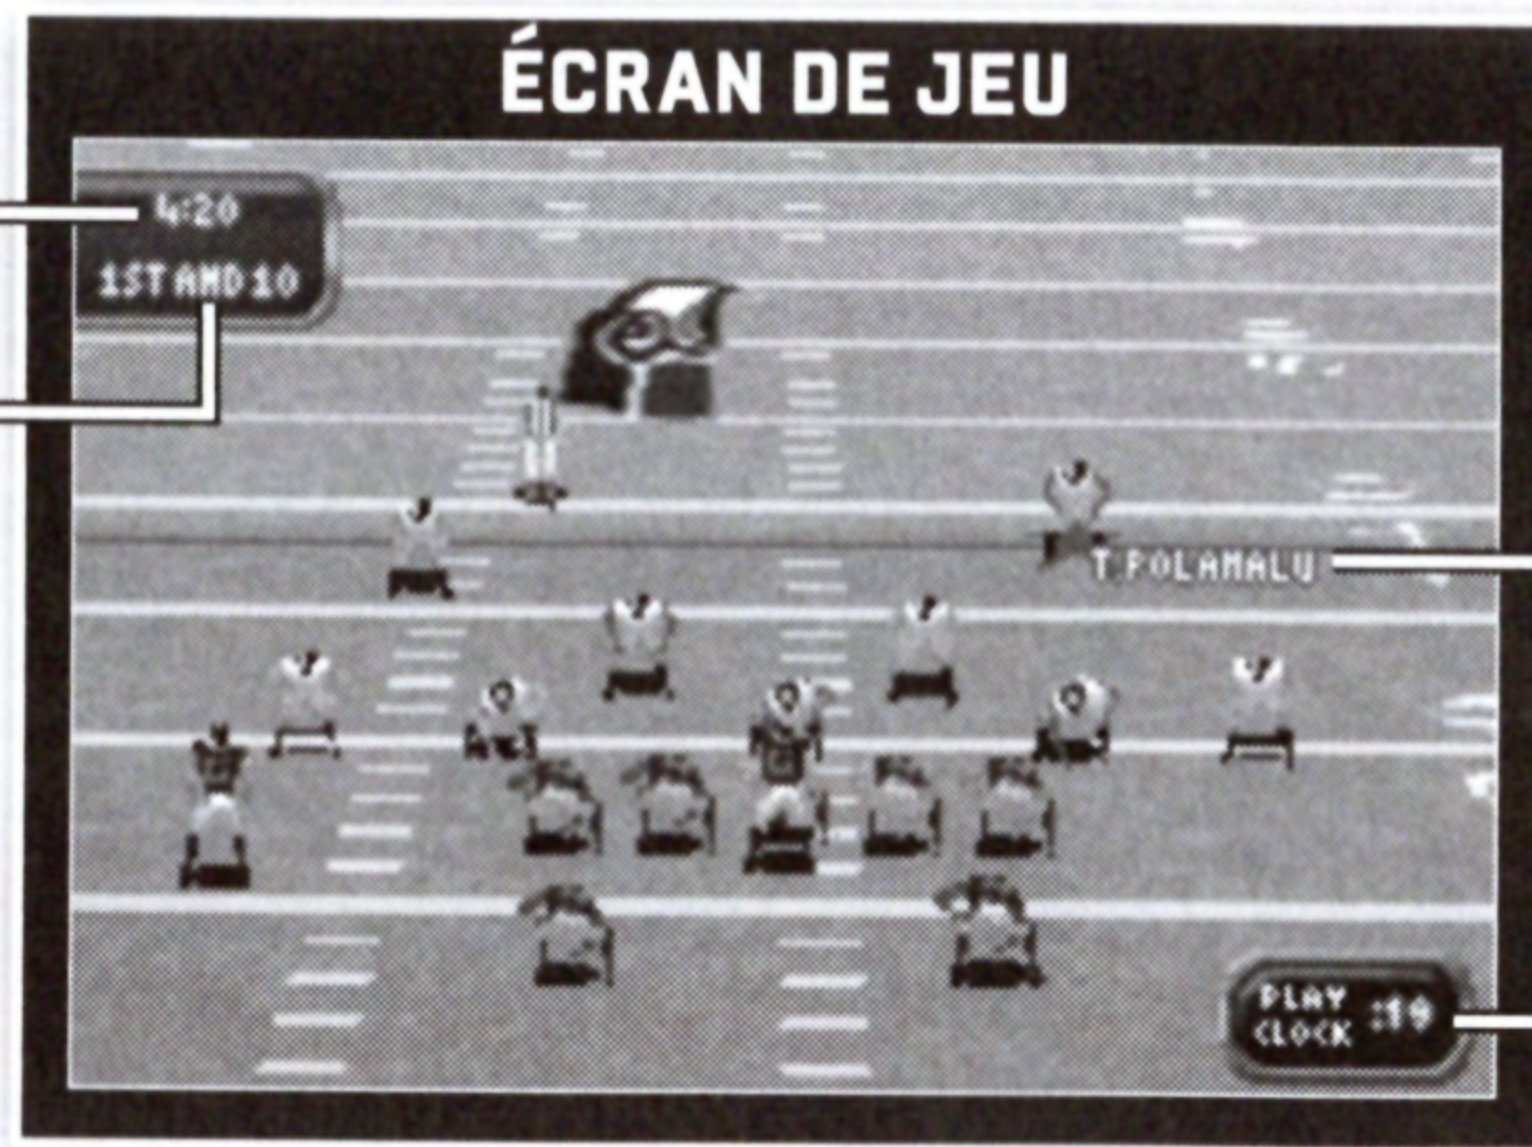 ÉCRAN DE JEU
4:20
1ST AND 10
T.POLAMALU
PLAY
CLOCK :19